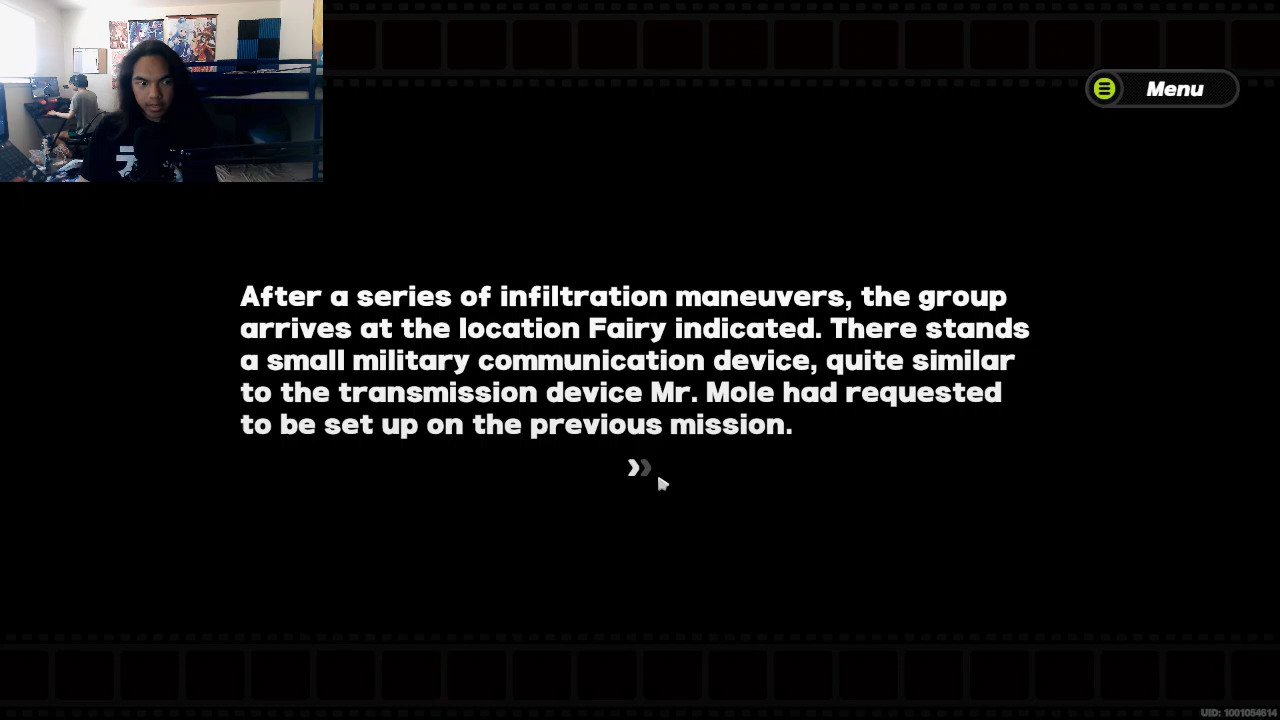 Menu
After a series of infiltration maneuvers, the group
arrives at the location Fairy indicated. There stands
a small military communication device, quite similar
to the transmission device Mr. Mole had requested
to be set up on the previous mission.
UID: 1001054614